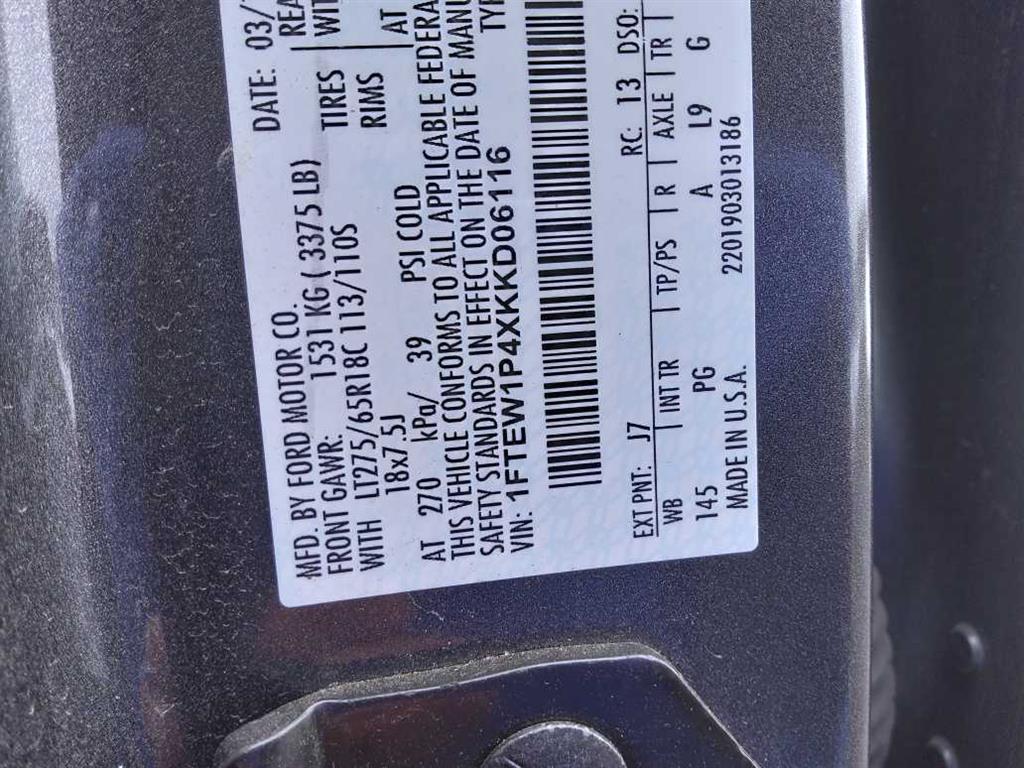 MFD. BY FORD MOTOR CO.
DATE: 03/
FRONT GAWR: 1531 KG ( 3375 LB)
REA
WITH LT275/65R18C 113/110S TIRES
WIT
18x7.5J RIMS
AT 270 kPa/ 39 PSI COLD
AT
THIS VEHICLE CONFORMS TO ALL APPLICABLE FEDERA
SAFETY STANDARDS IN EFFECT ON THE DATE OF MANU
VIN: 1FTEW1P4XKKD06116
TYP
EXT PNT: J7 RC: 13 DSO:
WB INT TR TP/PS R AXLE TR
145 PG A L9 G
MADE IN U.S.A. 2201903013186